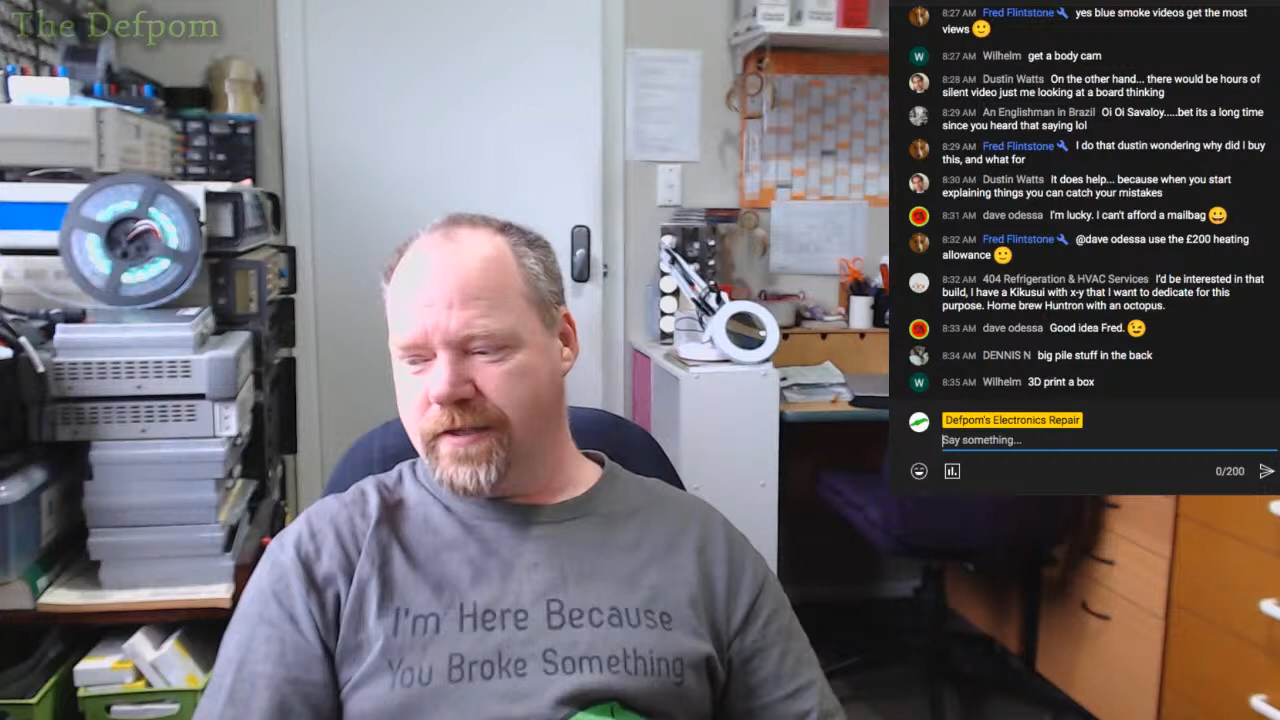 The Defpom
8:27 AM Fred Flintstone yes blue smoke videos get the most
views
W 8:27 AM Wilhelm get a body cam
8:28 AM Dustin Watts On the other hand... there would be hours of
silent video just me looking at a board thinking
8:29 AM An Englishman in Brazil Oi Oi Savaloy.....bet its a long time
since you heard that saying lol
8:29 AM Fred Flintstone I do that dustin wondering why did I buy
this, and what for
8:30 AM Dustin Watts It does help... because when you start
explaining things you can catch your mistakes
8:31 AM dave odessa I'm lucky. I can't afford a mailbag
8:32 AM Fred Flintstone @dave odessa use the £200 heating
allowance
8:32 AM 404 Refrigeration & HVAC Services I'd be interested in that
build, I have a Kikusui with x-y that I want to dedicate for this
purpose. Home brew Huntron with an octopus.
8:33 AM dave odessa Good idea Fred.
8:34 AM DENNIS N big pile stuff in the back
W 8:35 AM Wilhelm 3D print a box
Defpom's Electronics Repair
Say something...
0/200
I'm Here Because
You Broke Something